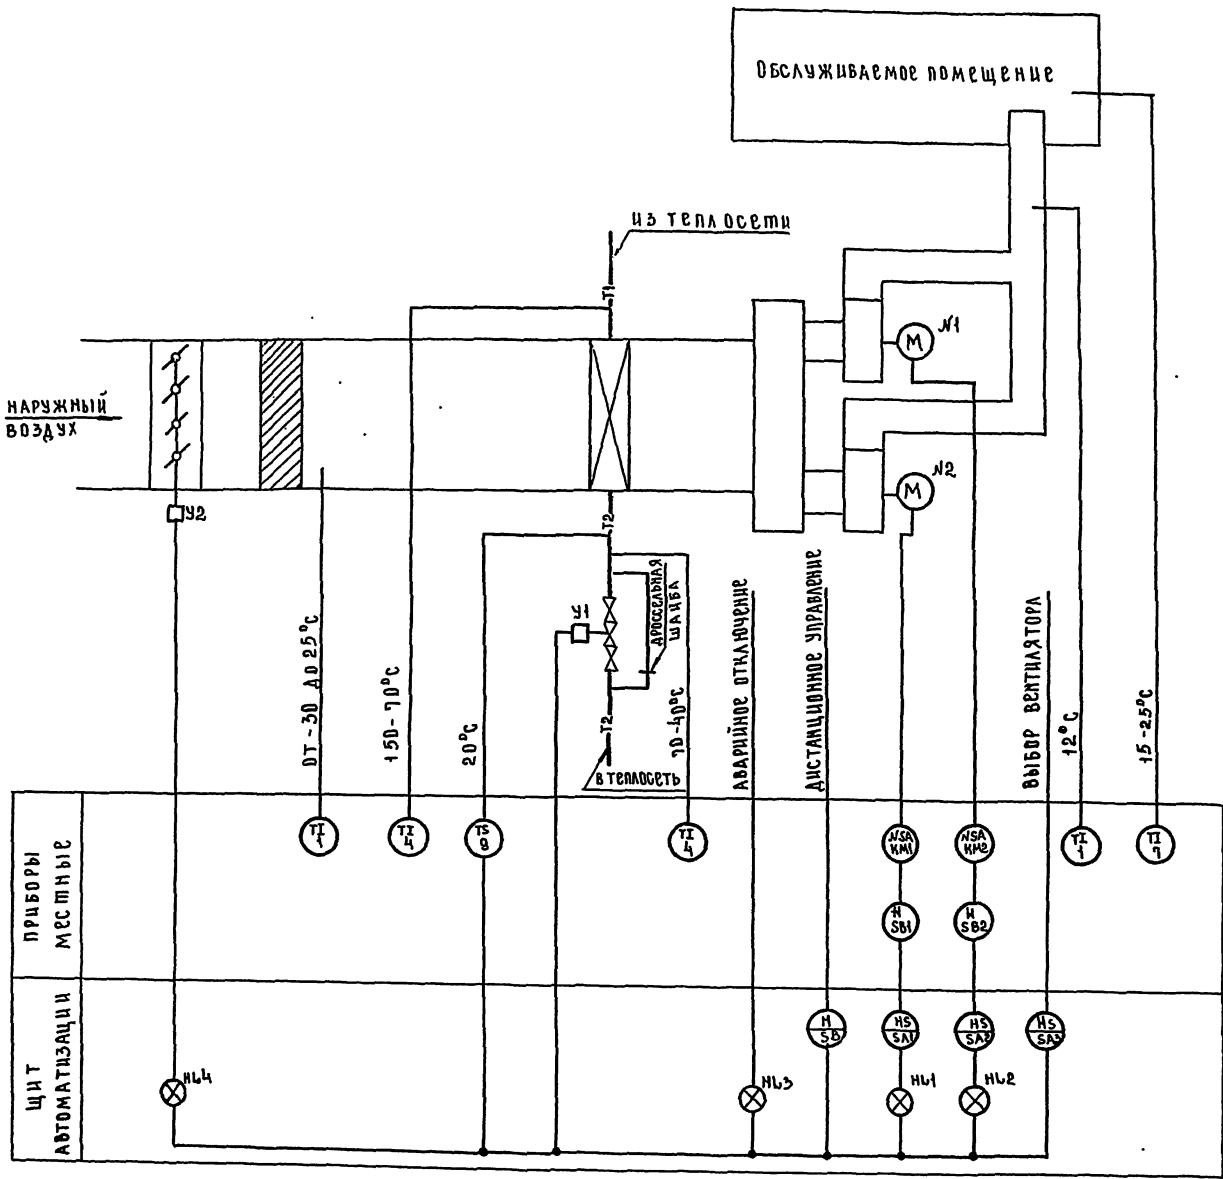 ОБСЛУЖИВАЕМОЕ ПОМЕЩЕНИЕ
ИЗ ТЕПЛОСЕТИ
Т1
М
N1
НАРУЖНЫЙ
ВОЗДУХ
М
N2
У2
Т2
У1
ДРОССЕЛЬНАЯ
ШАЙБА
Т2
В ТЕПЛОСЕТЬ
ОТ -30 ДО 25°С
150-70°С
20°С
70-40°С
АВАРИЙНОЕ ОТКЛЮЧЕНИЕ
ДИСТАНЦИОННОЕ УПРАВЛЕНИЕ
ВЫБОР ВЕНТИЛЯТОРА
12°С
15-25°С
ПРИБОРЫ
МЕСТНЫЕ
TI
1
TI
4
TS
TI
4
NSA
KM1
NSA
KM2
TI
1
TI
7
H
SB1
H
SB2
ЩИТ
АВТОМАТИЗАЦИИ
H
SB
HS
SA1
HS
SA2
HS
SA3
HL4
HL3
HL1
HL2